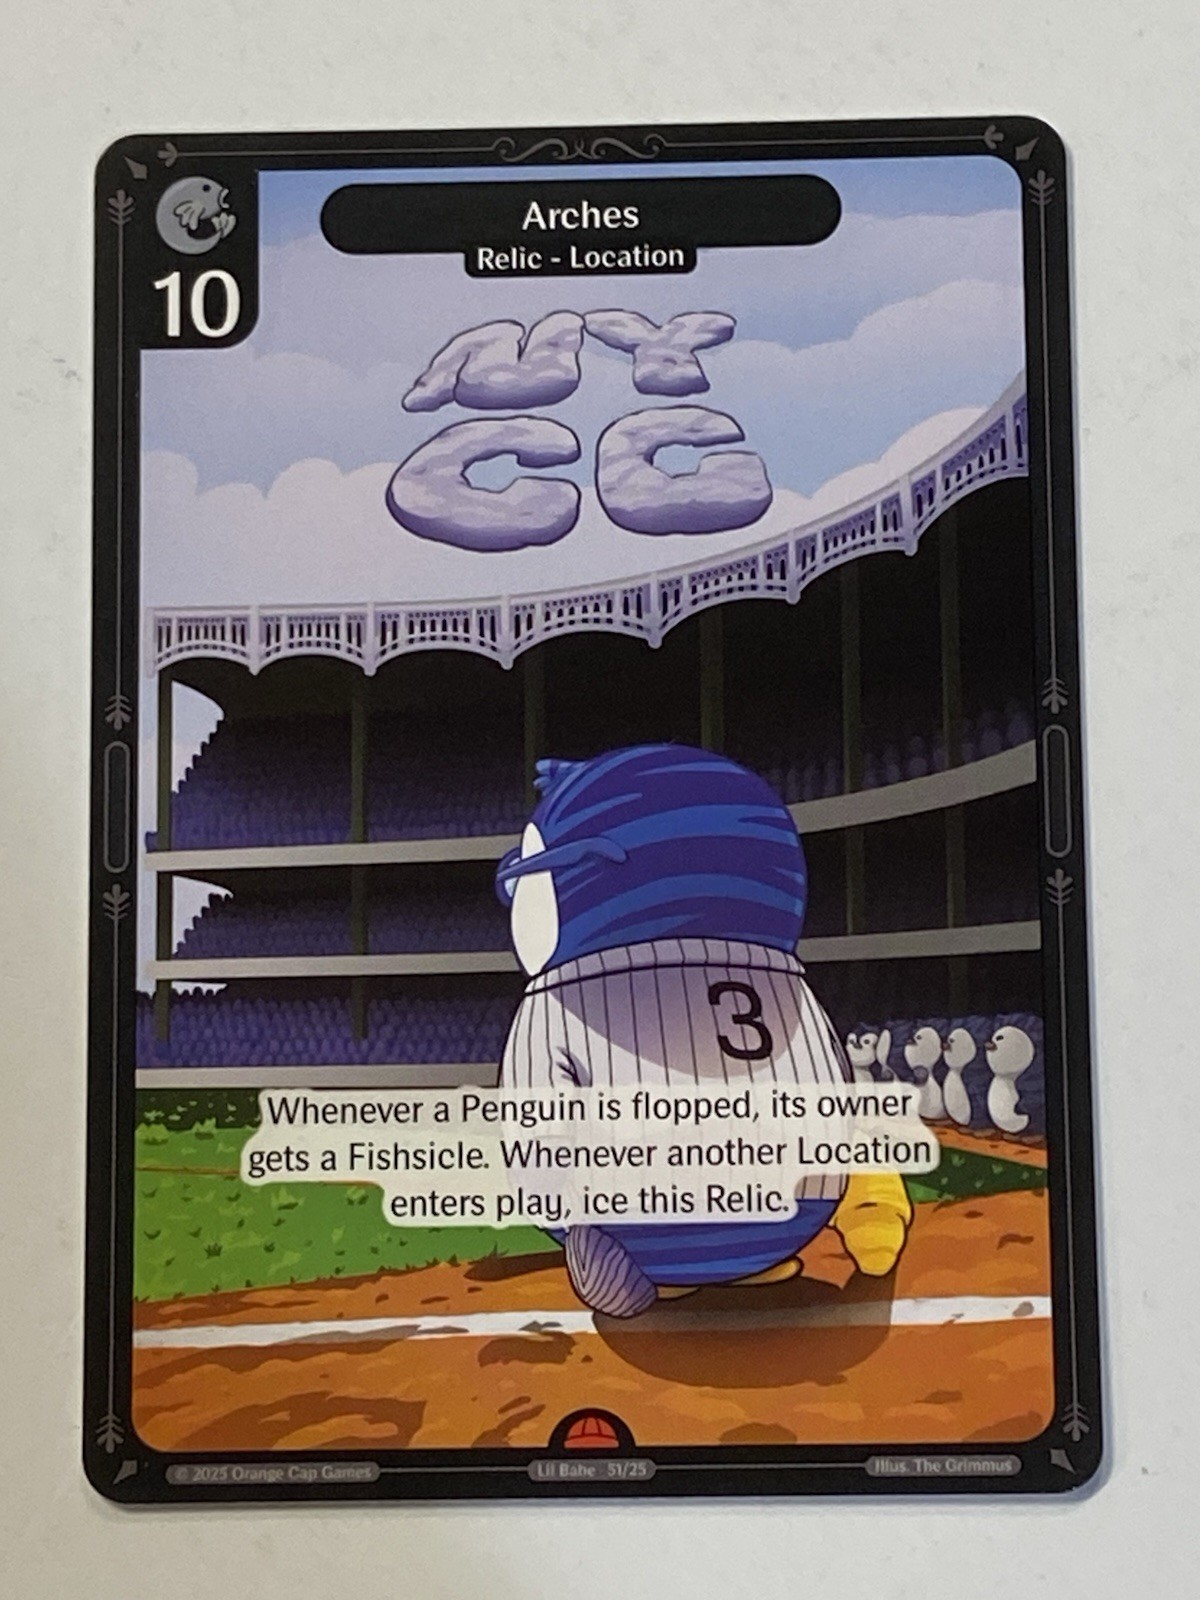 Arches
Relic - Location
10
NY
CC
3
Whenever a Penguin is flopped, its owner
gets a Fishsicle. Whenever another Location
enters play, ice this Relic.
© 2025 Orange Cap Games
Lil Babe 51/25
Illus. The Grimmus